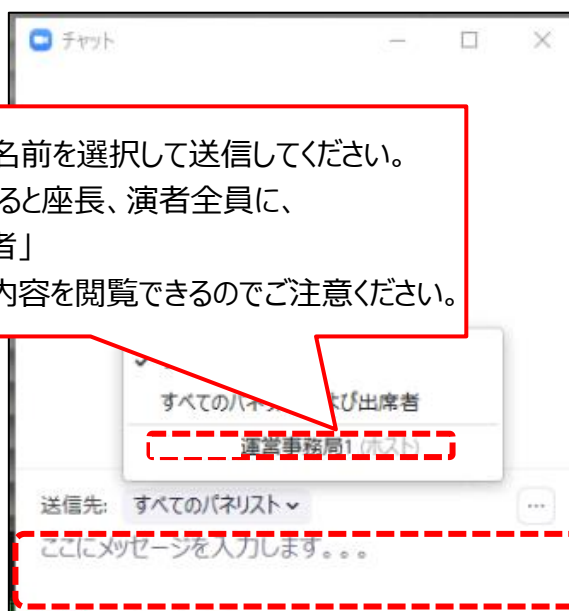 チャット
名前を選択して送信してください。
ると座長、演者全員に、
者」
内容を閲覧できるのでご注意ください。
すべてのパネリ
び出席者
運営事務局1 (ホスト)
送信先: すべてのパネリスト
ここにメッセージを入力します。。。